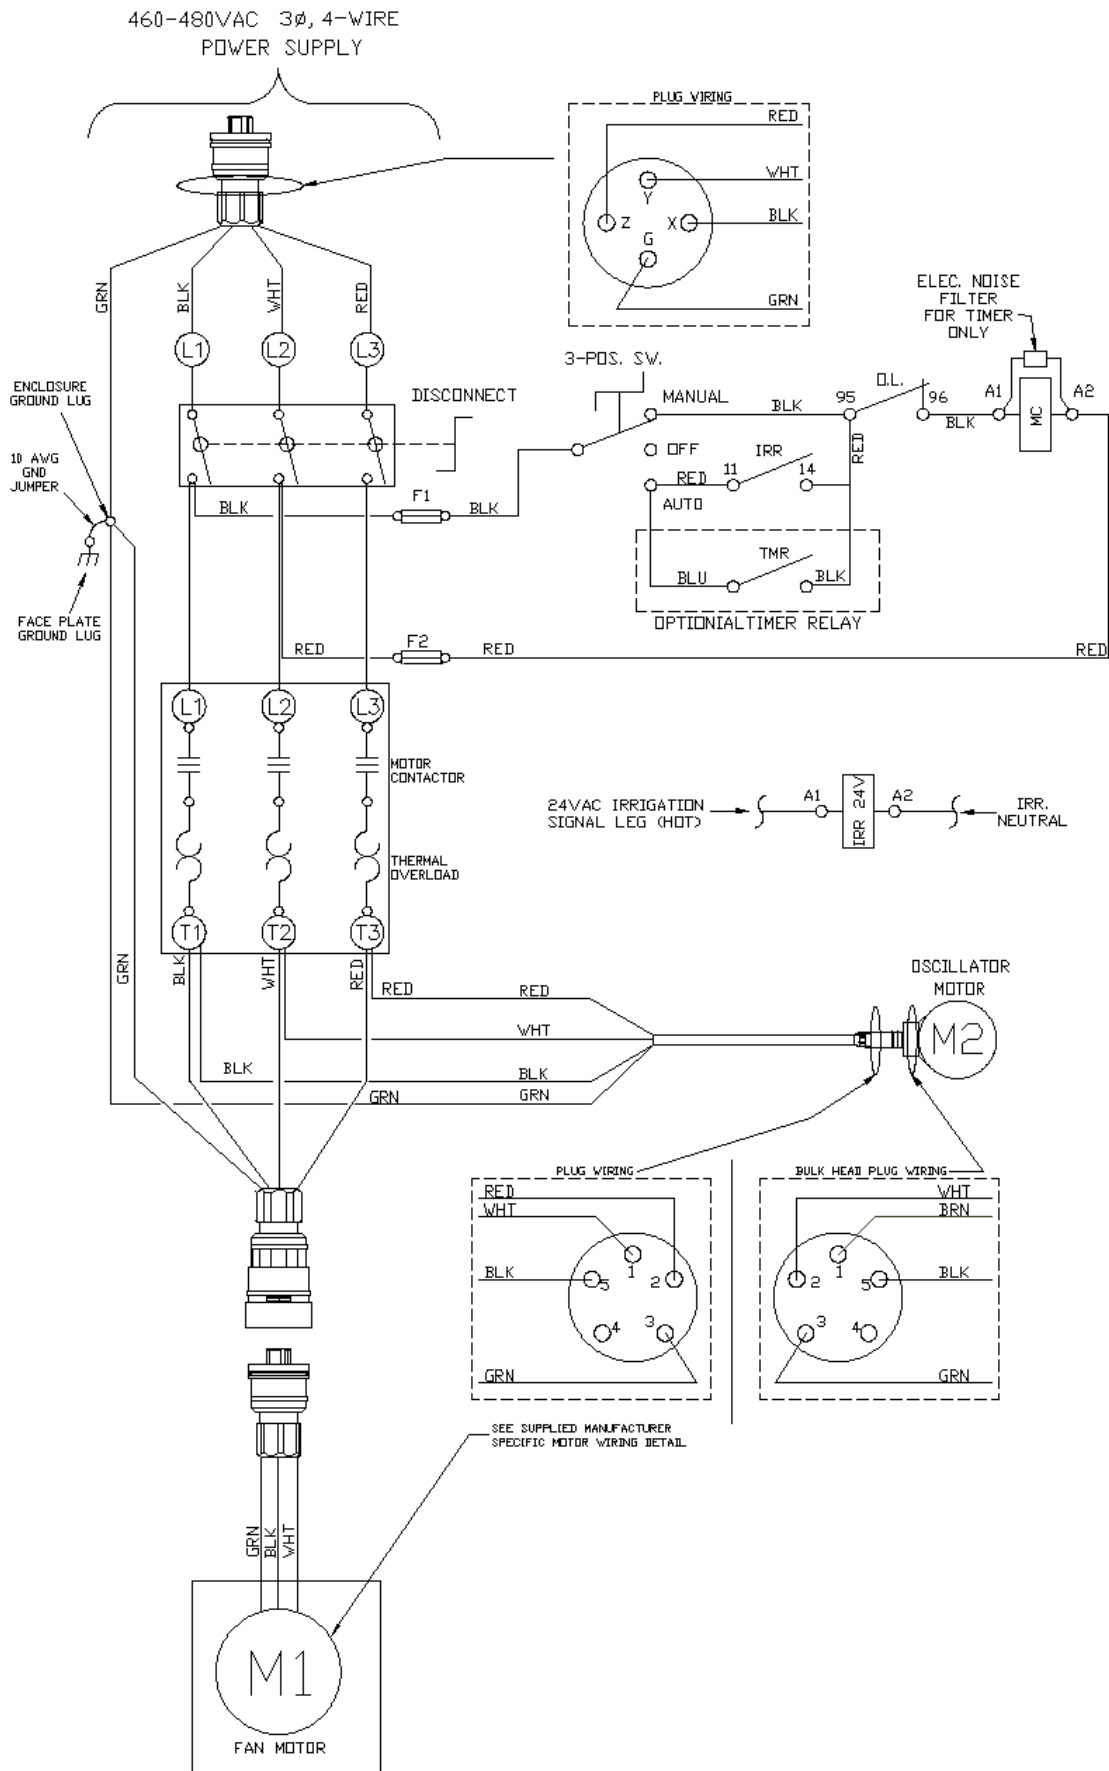 460-480VAC 3ø, 4-WIRE
POWER SUPPLY
PLUG WIRING
RED
WHT
BLK
GRN
Y
Z
X
G
GRN
BLK
WHT
RED
L1
L2
L3
ELEC. NOISE
FILTER
FOR TIMER
ONLY
3-POS. SW.
DISCONNECT
MANUAL
BLK
95
O.L.
96
BLK
A1
MC
A2
OFF
RED
IRR
11
14
RED
AUTO
ENCLOSURE
GROUND LUG
10 AWG
GND
JUMPER
BLK
F1
BLK
TMR
BLU
BLK
OPTIONIALTIMER RELAY
FACE PLATE
GROUND LUG
RED
F2
RED
RED
L1
L2
L3
MOTOR
CONTACTOR
24VAC IRRIGATION
SIGNAL LEG (HOT)
A1
IRR 24V
A2
IRR.
NEUTRAL
THERMAL
OVERLOAD
T1
T2
T3
GRN
BLK
WHT
RED
RED
RED
OSCILLATOR
MOTOR
M2
WHT
BLK
BLK
GRN
GRN
PLUG WIRING
RED
WHT
BLK
GRN
1
2
3
4
5
BULK HEAD PLUG WIRING
WHT
BRN
BLK
GRN
1
2
3
4
5
SEE SUPPLIED MANUFACTURER
SPECIFIC MOTOR WIRING DETAIL
GRN
BLK
WHT
M1
FAN MOTOR